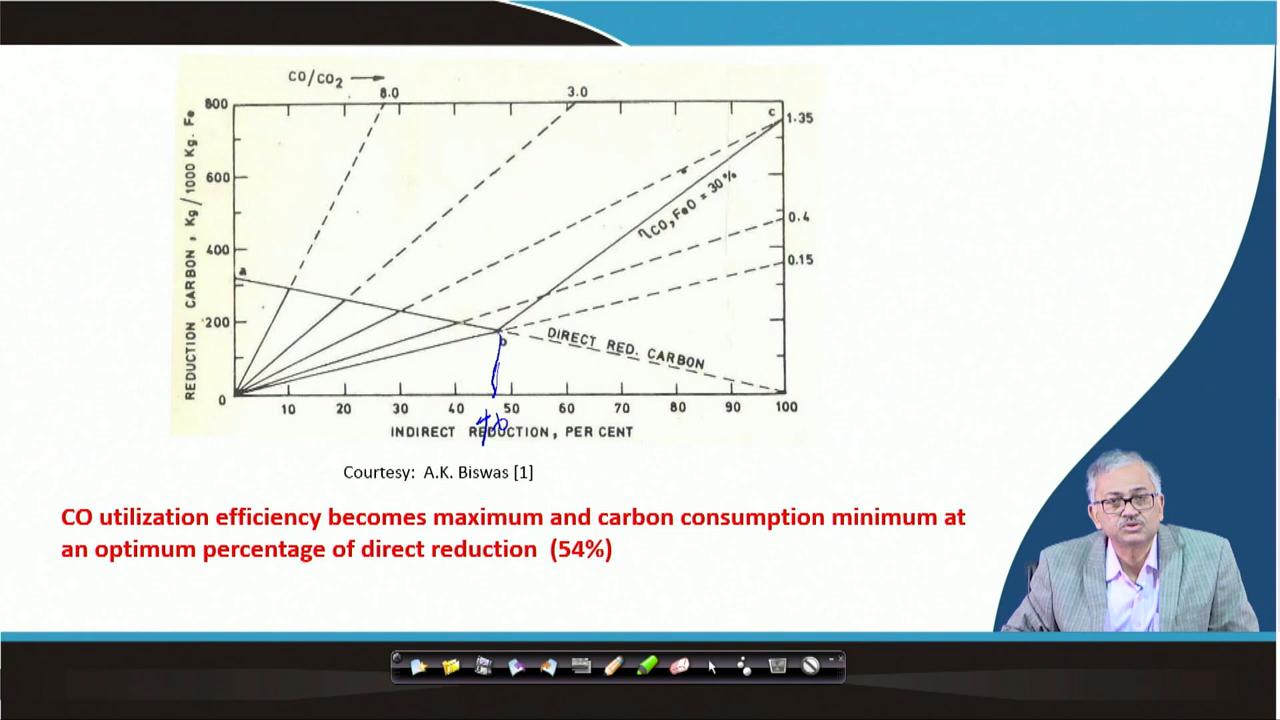 CO/CO2
8.0
3.0
800
600
400
200
0
REDUCTION CARBON, Kg/1000 Kg. Fe
a
b
c
1.35
0.4
0.15
ηCO, FeO = 30%
DIRECT RED. CARBON
10 20 30 40 50 60 70 80 90 100
INDIRECT REDUCTION, PER CENT
Courtesy: A.K. Biswas [1]
CO utilization efficiency becomes maximum and carbon consumption minimum at
an optimum percentage of direct reduction (54%)